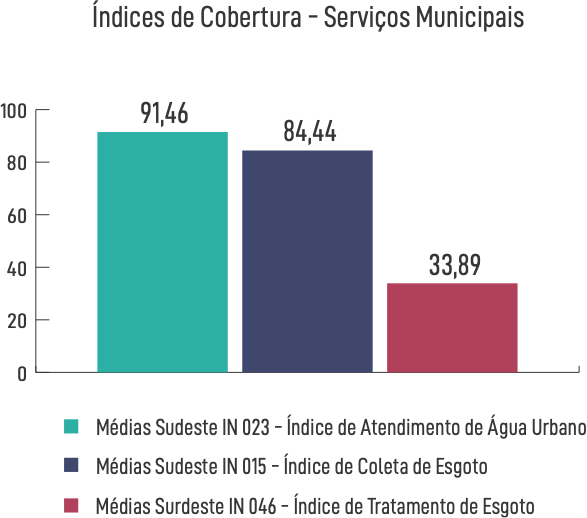 Índices de Cobertura - Serviços Municipais
91,46
84,44
33,89
100
80
60
40
20
0
Médias Sudeste IN 023 - Índice de Atendimento de Água Urbano
Médias Sudeste IN 015 - Índice de Coleta de Esgoto
Médias Surdeste IN 046 - Índice de Tratamento de Esgoto